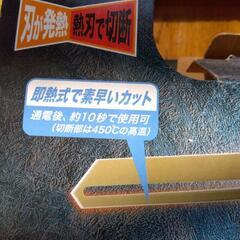 刃が発熱 熱刃で切断
即熱式で素早いカット
通電後、約10秒で使用可
(切断部は450℃の高温)